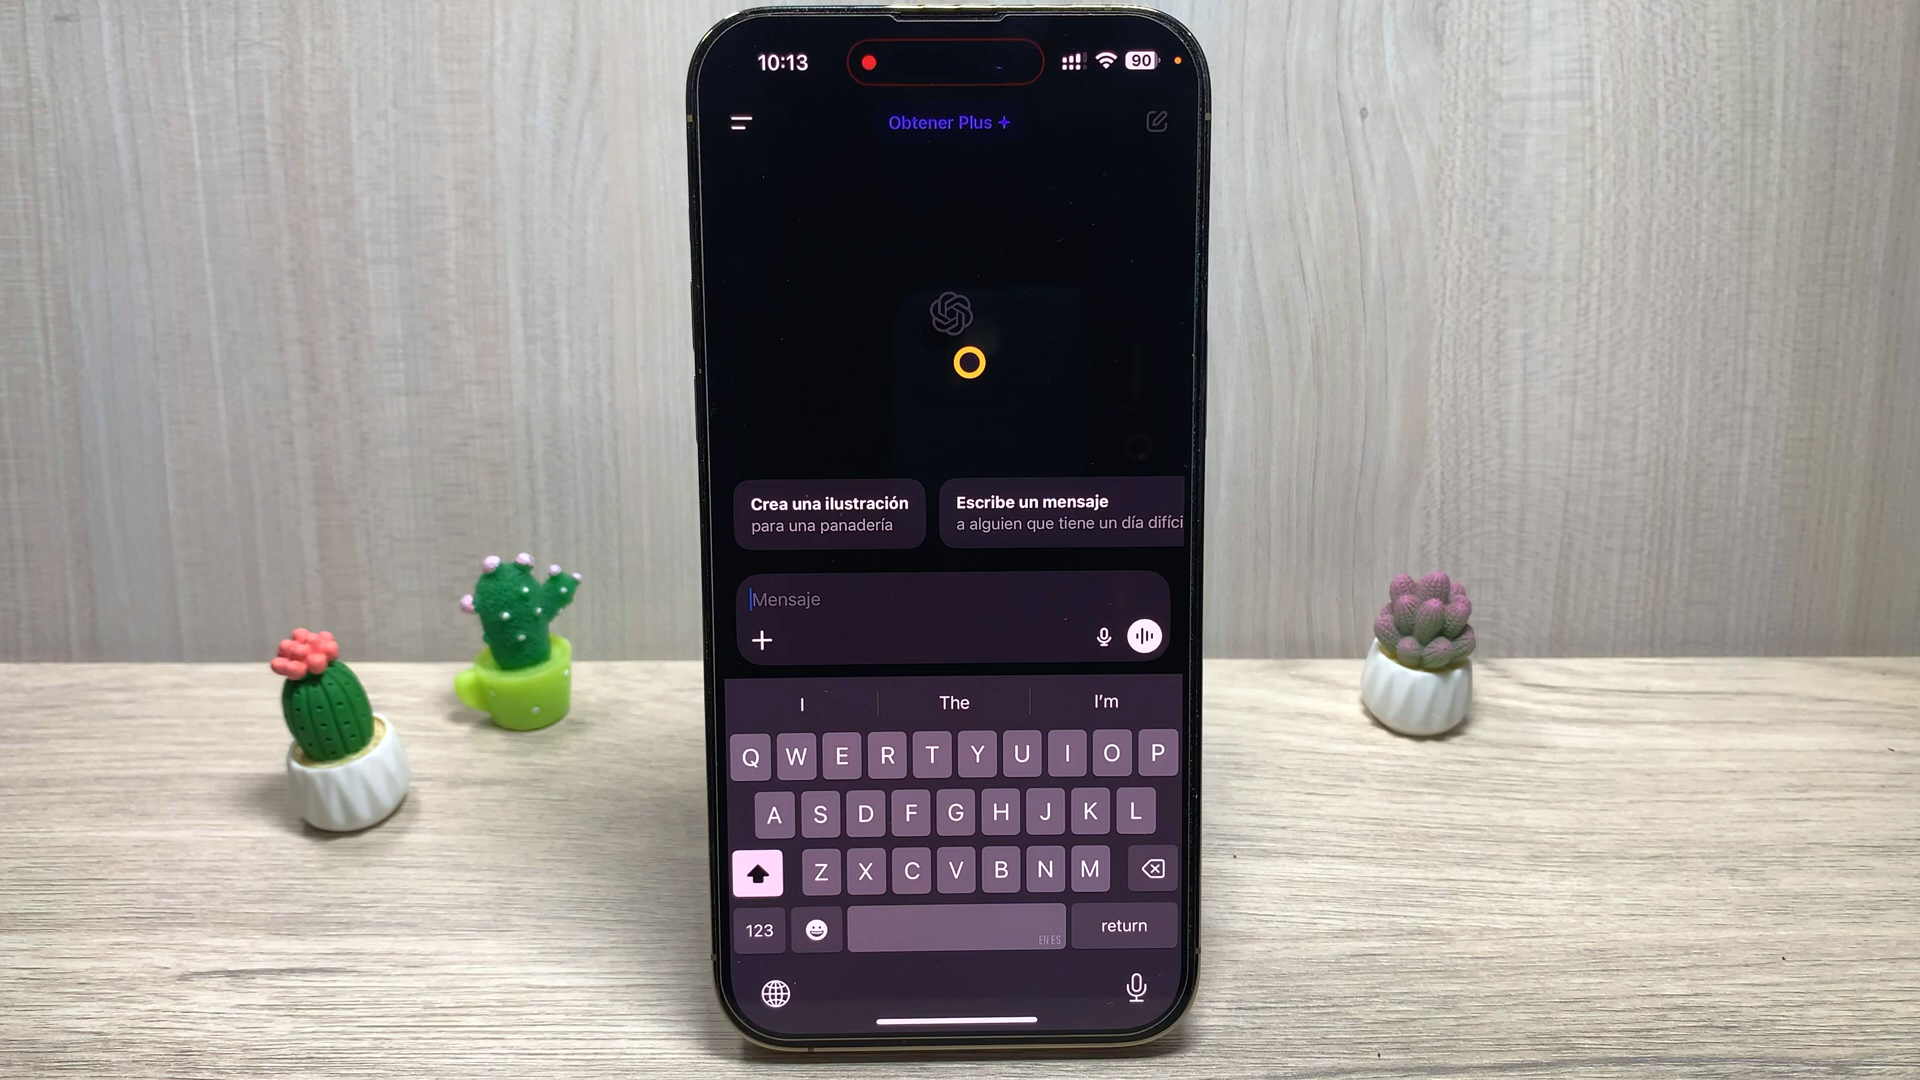 10:13
90
Obtener Plus
Crea una ilustración
para una panadería
Escribe un mensaje
a alguien que tiene un día difíci
Mensaje
I The I'm
Q W E R T Y U I O P
A S D F G H J K L
Z X C V B N M
123
EN ES
return